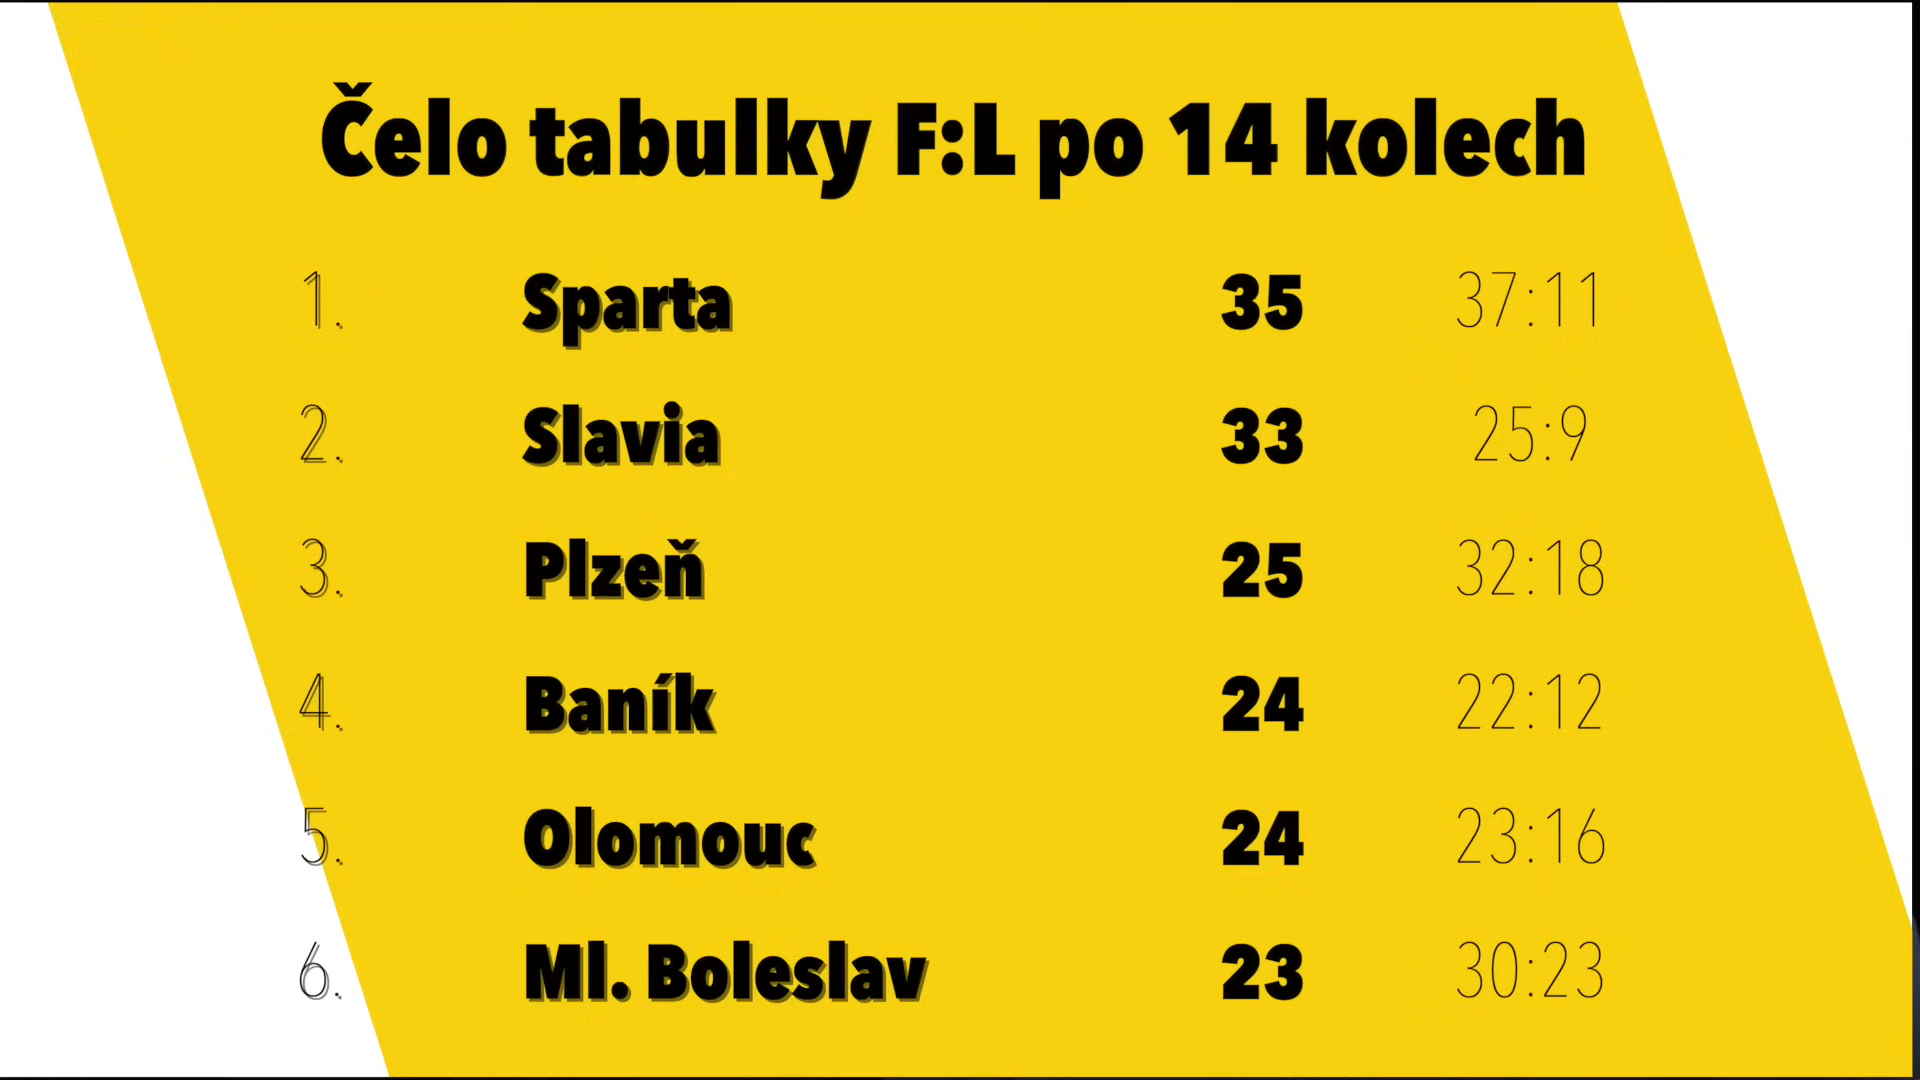 Čelo tabulky F:L po 14 kolech
1. Sparta 35 37:11
2. Slavia 33 25:9
3. Plzeň 25 32:18
4. Baník 24 22:12
5. Olomouc 24 23:16
6. Ml. Boleslav 23 30:23